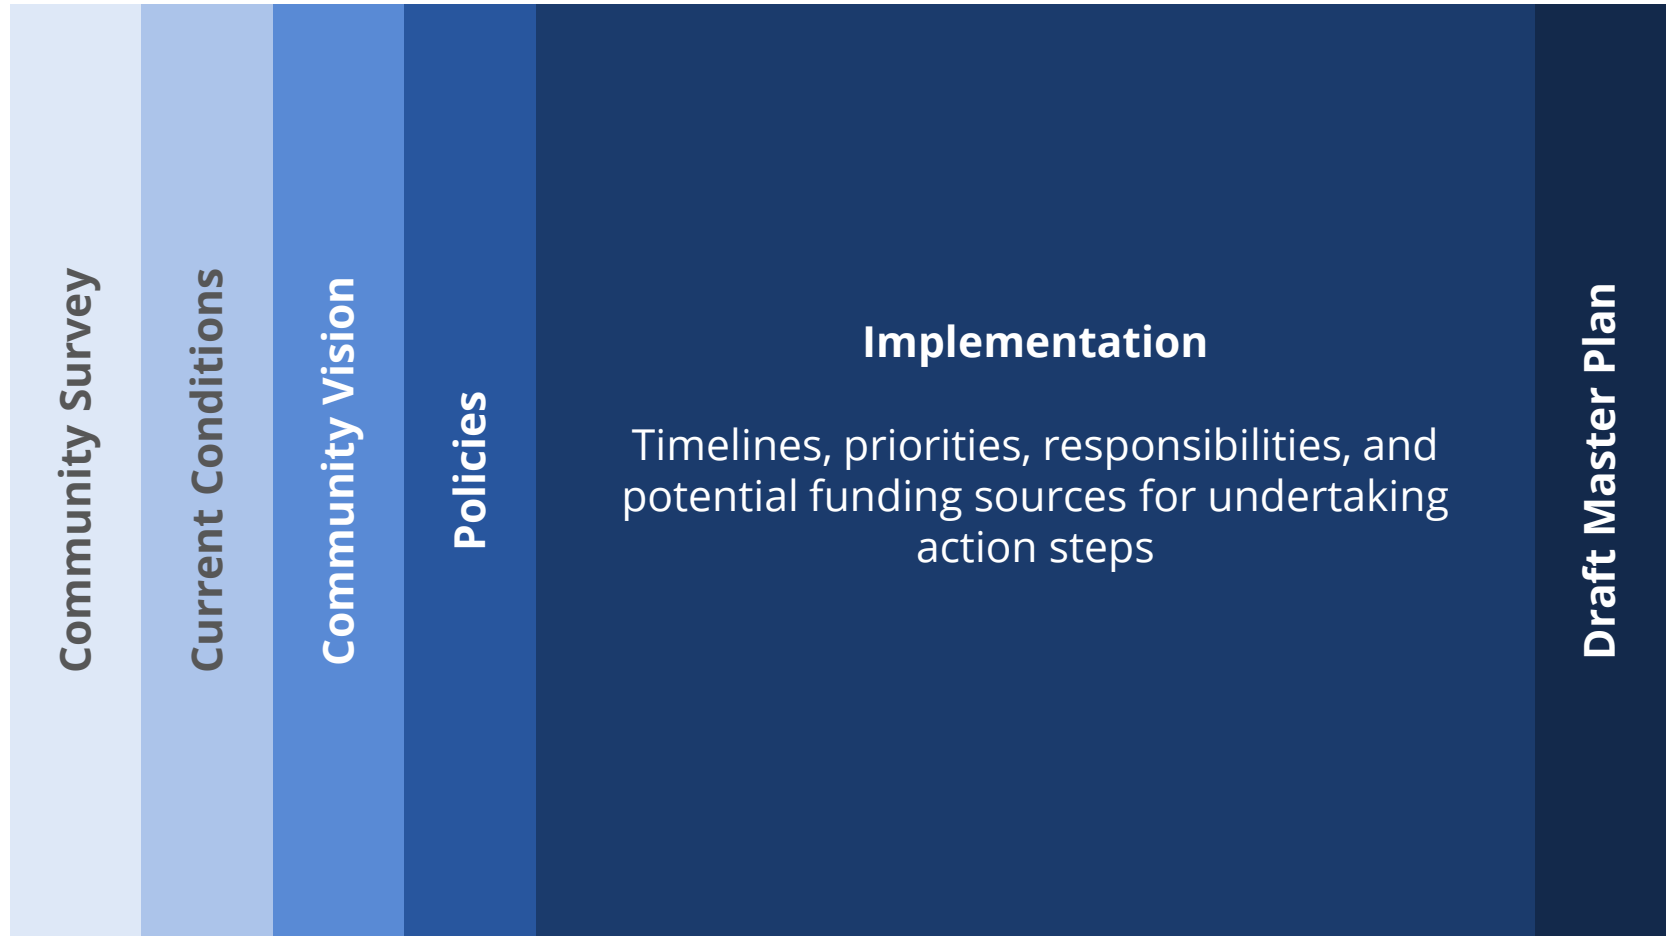 Community Survey
Current Conditions
Community Vision
Policies
Implementation
Timelines, priorities, responsibilities, and
potential funding sources for undertaking
action steps
Draft Master Plan